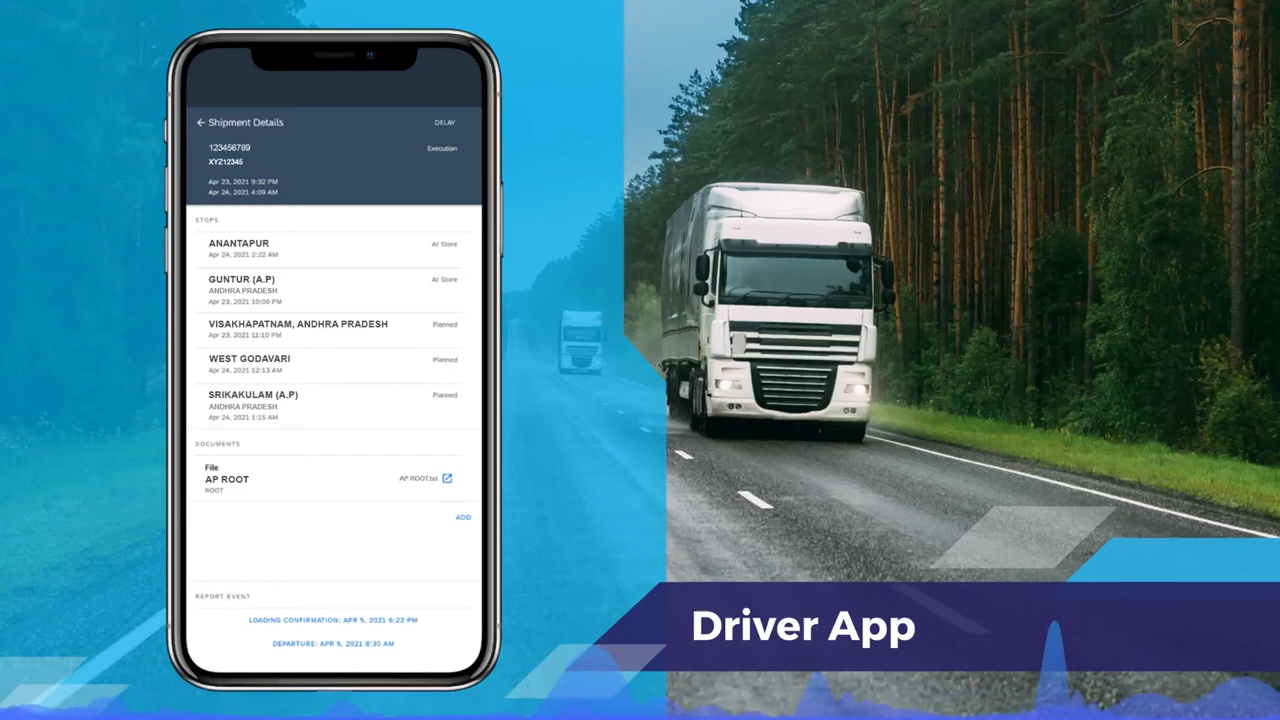 Shipment Details
DELAY
123456789
Execution
XYZ12345
Apr 23, 2021 9:32 PM
Apr 24, 2021 4:09 AM
STOPS
ANANTAPUR
At Store
Apr 24, 2021 2:22 AM
GUNTUR (A.P)
At Store
ANDHRA PRADESH
Apr 23, 2021 10:00 PM
VISAKHAPATNAM, ANDHRA PRADESH
Planned
Apr 23, 2021 11:10 PM
WEST GODAVARI
Planned
Apr 24, 2021 12:13 AM
SRIKAKULAM (A.P)
Planned
ANDHRA PRADESH
Apr 24, 2021 1:15 AM
DOCUMENTS
File
AP ROOT
AP ROOT.txt
ROOT
ADD
REPORT EVENT
LOADING CONFIRMATION: APR 5, 2021 6:22 PM
DEPARTURE: APR 5, 2021 8:30 AM
Driver App